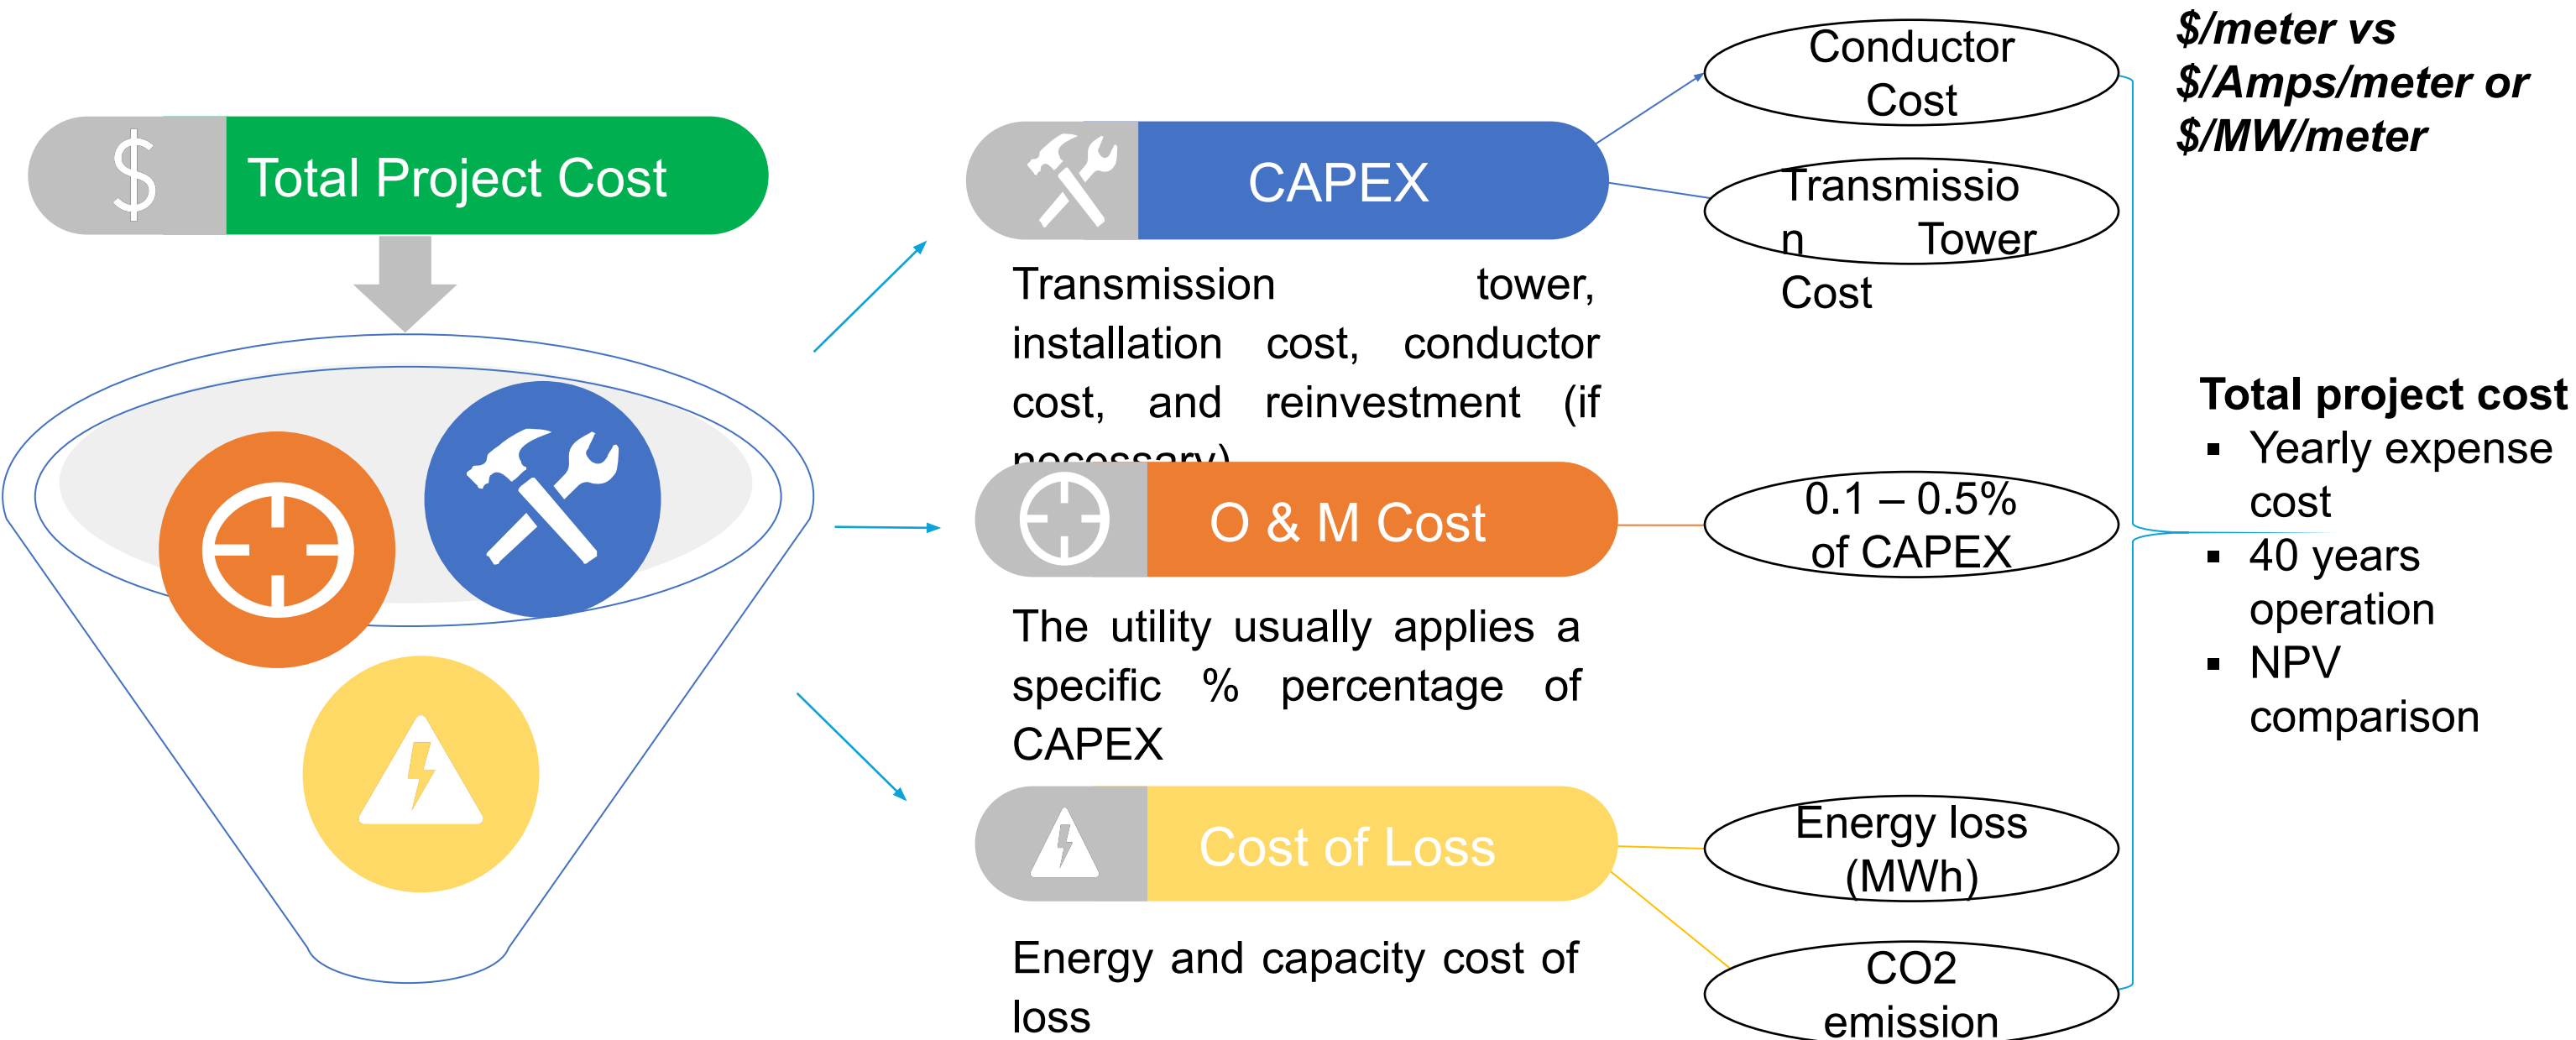 $
Total Project Cost
CAPEX
Transmission tower,
installation cost, conductor
cost, and reinvestment (if
necessary)
O & M Cost
The utility usually applies a
specific % percentage of
CAPEX
Cost of Loss
Energy and capacity cost of
loss
Conductor
Cost
Transmissio
n Tower
Cost
0.1 – 0.5%
of CAPEX
Energy loss
(MWh)
CO2
emission
$/meter vs
$/Amps/meter or
$/MW/meter
Total project cost
▪ Yearly expense
cost
▪ 40 years
operation
▪ NPV
comparison